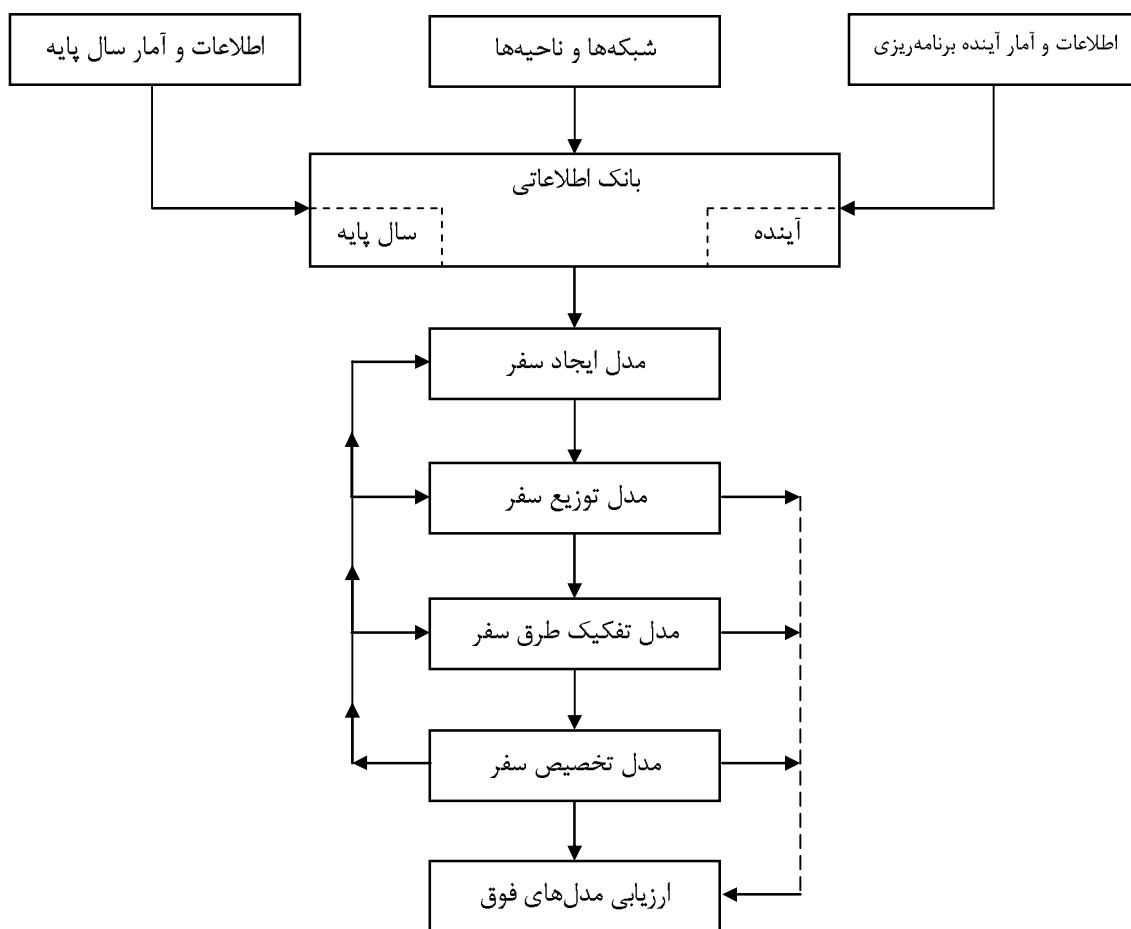 اطلاعات و آمار آینده برنامه‌ریزی
شبکه‌ها و ناحیه‌ها
اطلاعات و آمار سال پایه
بانک اطلاعاتی
آینده
سال پایه
مدل ایجاد سفر
مدل توزیع سفر
مدل تفکیک طرق سفر
مدل تخصیص سفر
ارزیابی مدل‌های فوق